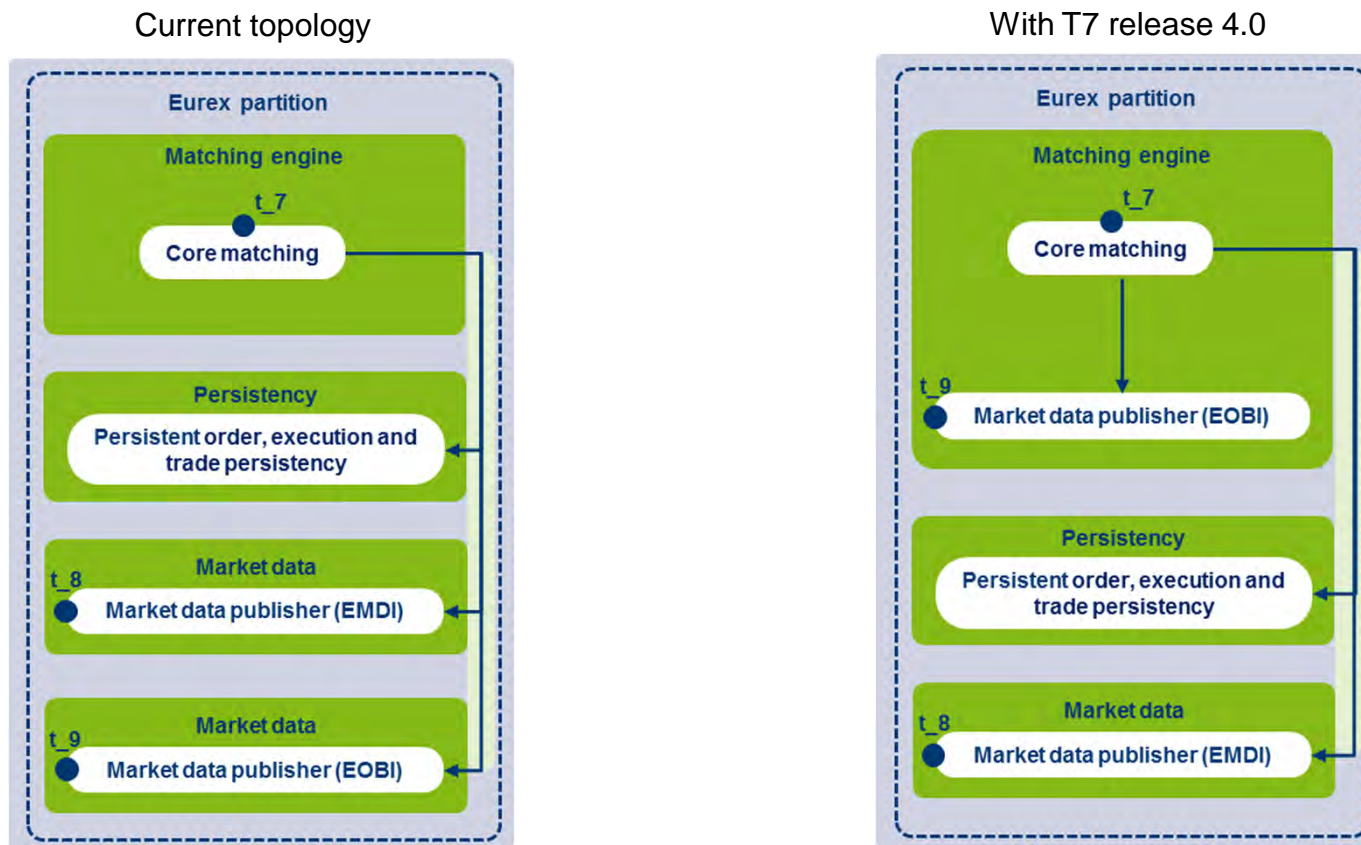 Current topology
Eurex partition
Matching engine
t_7
Core matching
Persistency
Persistent order, execution and
trade persistency
Market data
t_8
Market data publisher (EMDI)
Market data
t_9
Market data publisher (EOBI)
With T7 release 4.0
Eurex partition
Matching engine
t_7
Core matching
t_9
Market data publisher (EOBI)
Persistency
Persistent order, execution and
trade persistency
Market data
t_8
Market data publisher (EMDI)